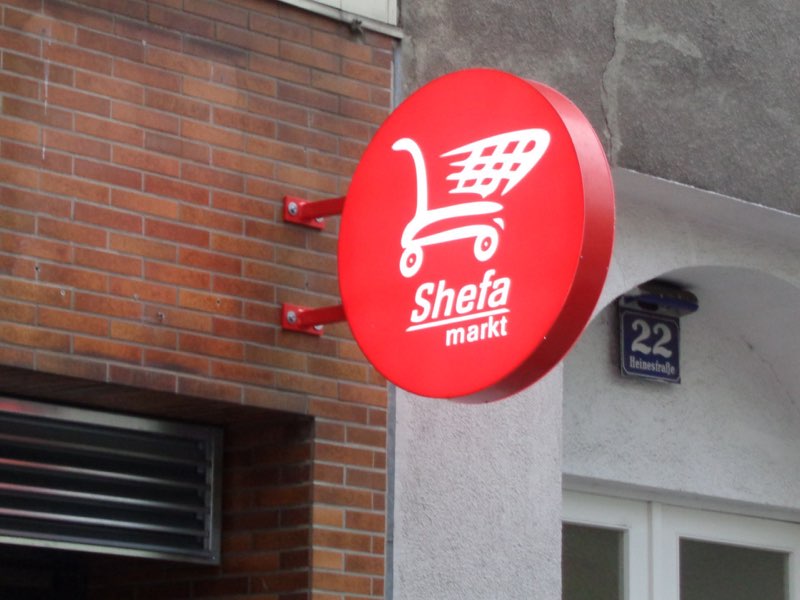 Shefa
markt
22
Heinestraße